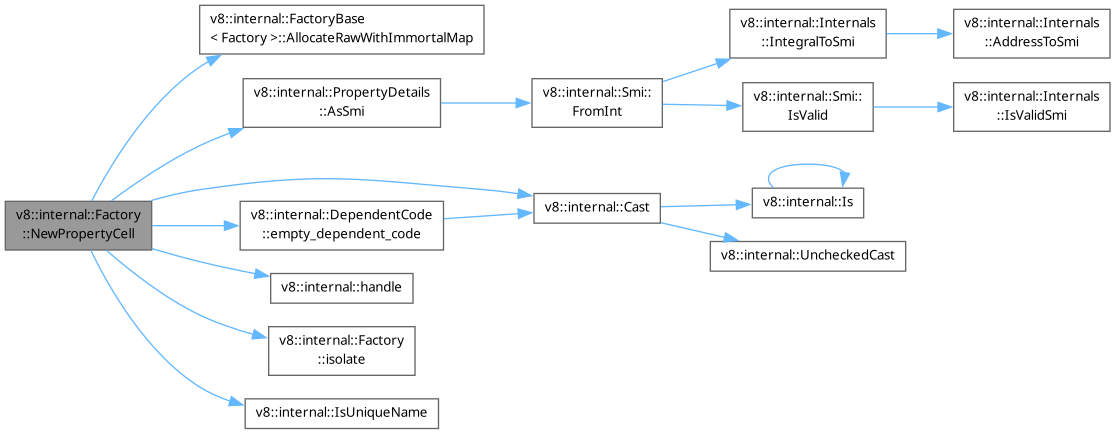 v8::internal::Factory
::NewPropertyCell
v8::internal::FactoryBase
< Factory >::AllocateRawWithImmortalMap
v8::internal::PropertyDetails
::AsSmi
v8::internal::Smi::
FromInt
v8::internal::Internals
::IntegralToSmi
v8::internal::Internals
::AddressToSmi
v8::internal::Smi::
IsValid
v8::internal::Internals
::IsValidSmi
v8::internal::DependentCode
::empty_dependent_code
v8::internal::Cast
v8::internal::Is
v8::internal::UncheckedCast
v8::internal::handle
v8::internal::Factory
::isolate
v8::internal::IsUniqueName